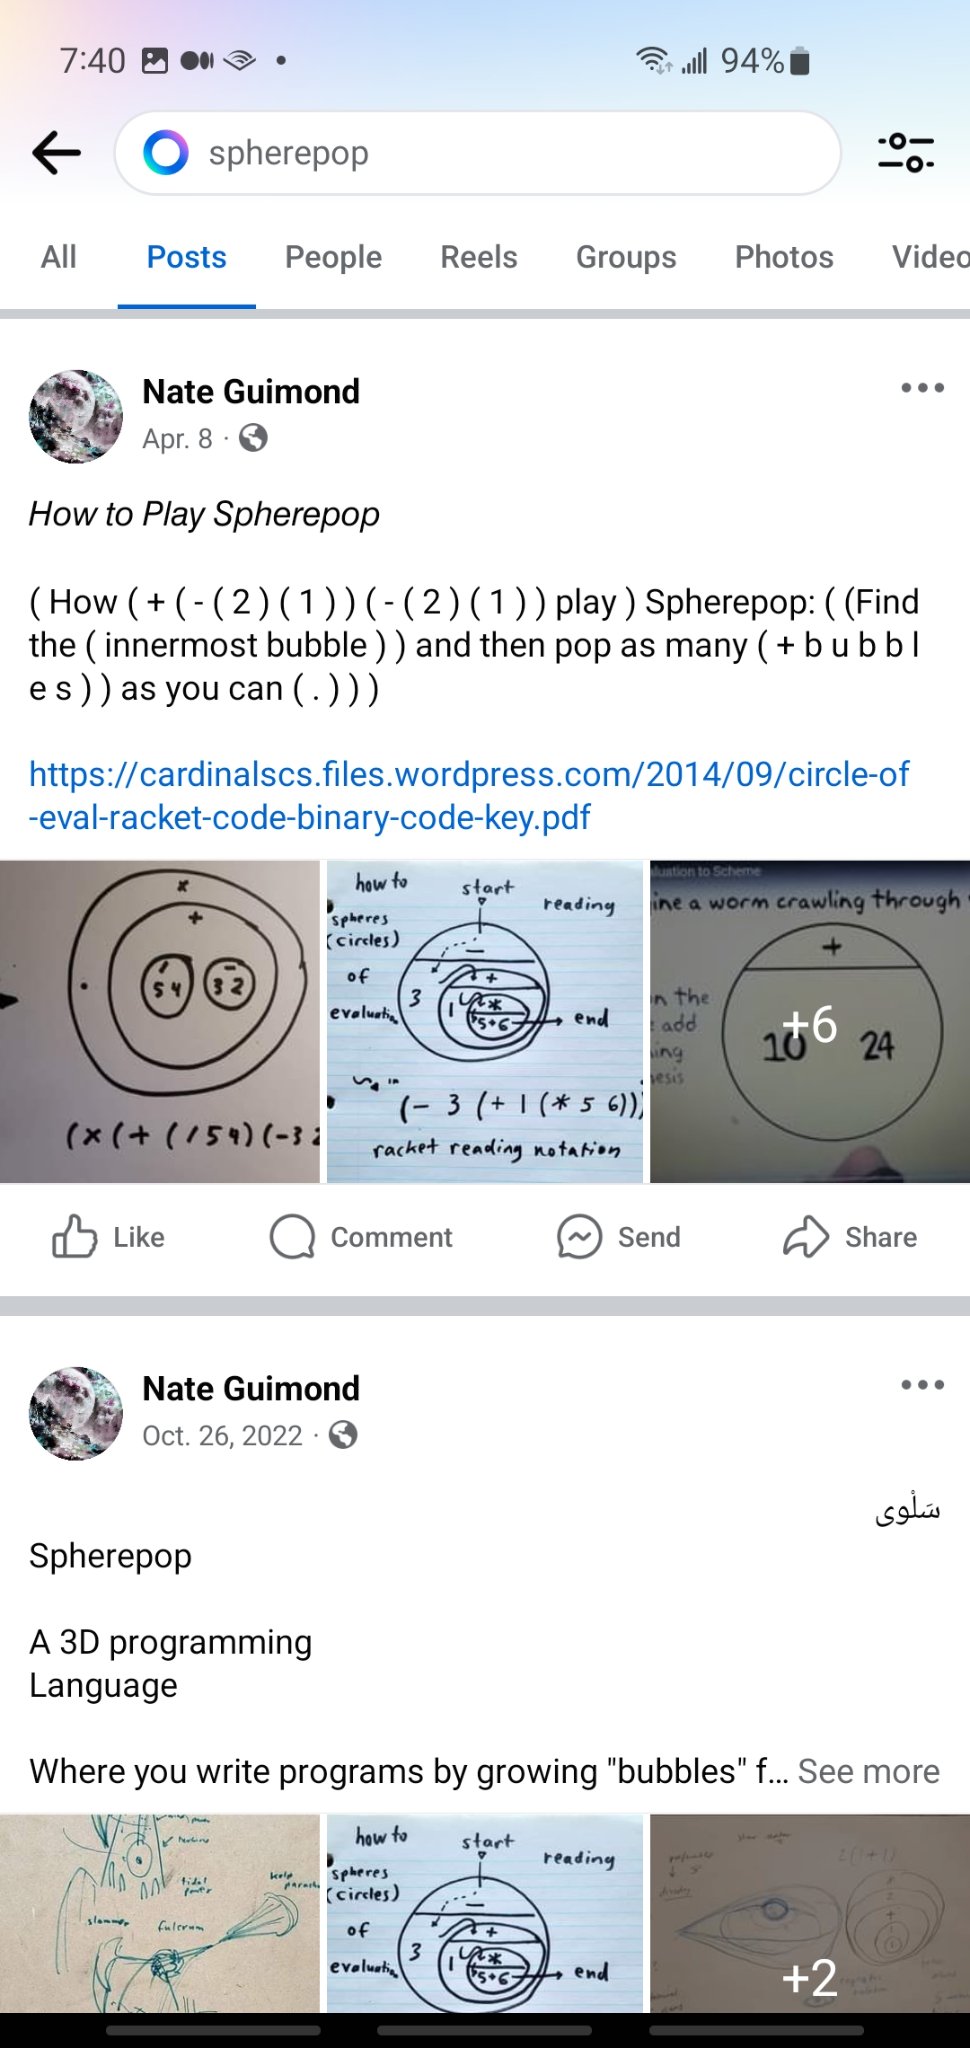 7:40
94%
spherepop
All Posts People Reels Groups Photos Video
Nate Guimond
Apr. 8 ·
How to Play Spherepop
( How ( + ( - ( 2 ) ( 1 ) ) ( - ( 2 ) ( 1 ) ) play ) Spherepop: ( (Find
the ( innermost bubble ) ) and then pop as many ( + b u b b l
e s ) ) as you can ( . ) ) )
https://cardinalscs.files.wordpress.com/2014/09/circle-of
-eval-racket-code-binary-code-key.pdf
x
+
/
5 4
-
3 2
(x (+ (/ 5 4) (- 3 2
how to
start
reading
spheres
(circles)
of
evaluatio
-
+
3
1
*
5 + 6
end
(- 3 (+ 1 (* 5 6)))
racket reading notation
luation to Scheme
ine a worm crawling through
+
n the
add
ing
esis
10 24
+6
Like Comment Send Share
Nate Guimond
Oct. 26, 2022 ·
سَلْوى
Spherepop
A 3D programming
Language
Where you write programs by growing "bubbles" f... See more
turbine
tidal
power
kelp
slammer
fulcrum
how to
start
reading
spheres
(circles)
of
evaluatio
-
+
3
1
*
5 + 6
end
2(1+1)
+2